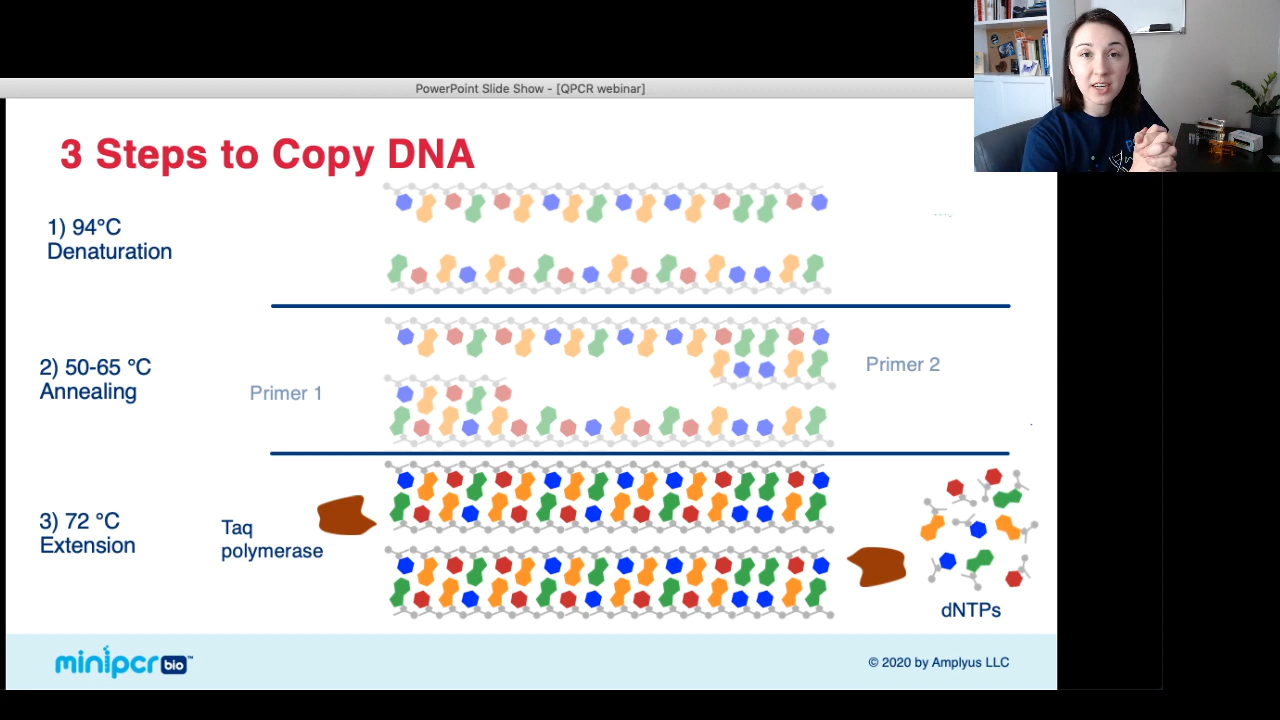 PowerPoint Slide Show - [QPCR webinar]
3 Steps to Copy DNA
1) 94°C
Denaturation
2) 50-65 °C
Annealing
Primer 1
Primer 2
3) 72 °C
Extension
Taq
polymerase
dNTPs
minipcr bio™
© 2020 by Amplyus LLC